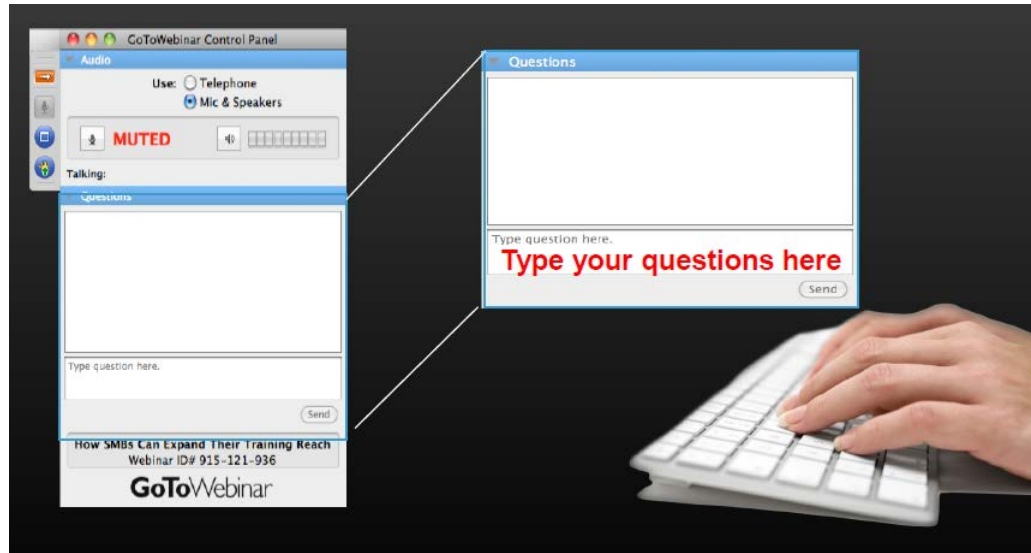 GoToWebinar Control Panel
Audio
Use: Telephone
Mic & Speakers
MUTED
Talking:
Questions
Type question here.
Send
How SMBs Can Expand Their Training Reach
Webinar ID# 915-121-936
GoToWebinar
Questions
Type question here.
Type your questions here
Send